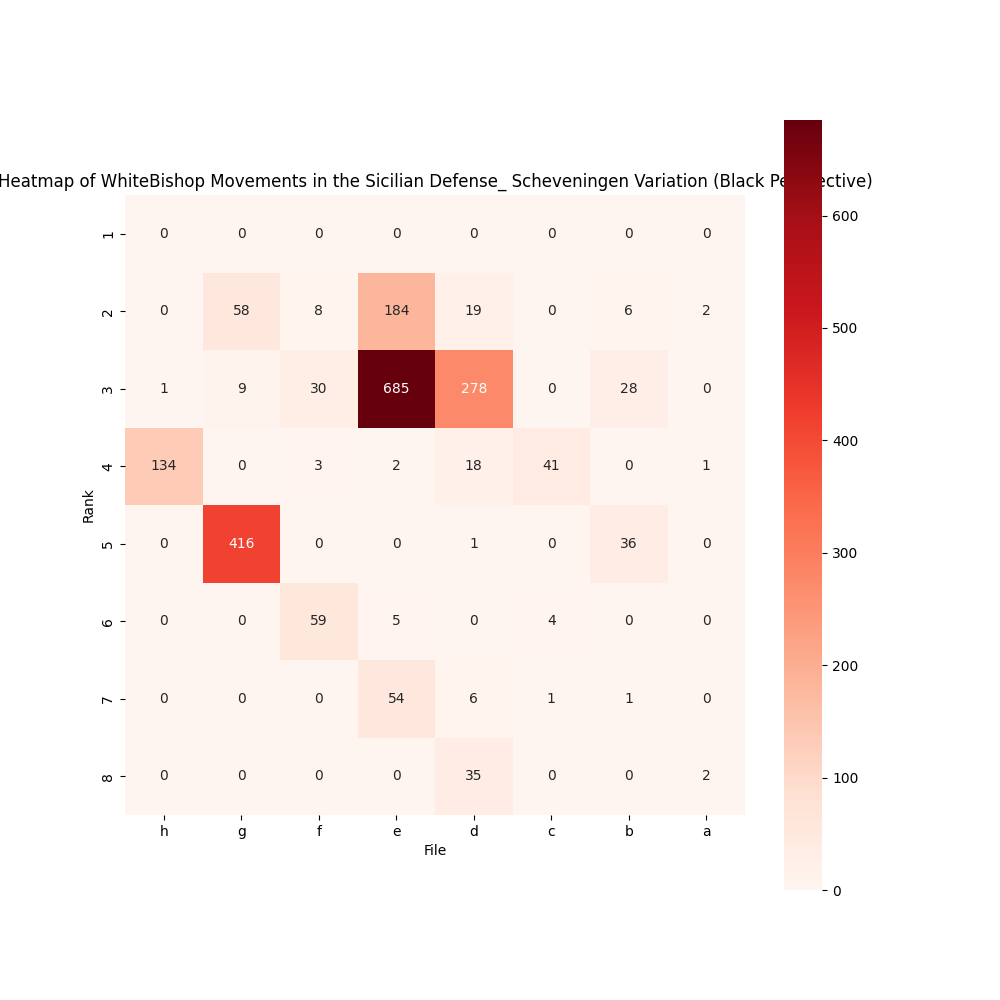 Heatmap of WhiteBishop Movements in the Sicilian Defense_ Scheveningen Variation (Black Perspective)
600
500
400
300
200
100
0
1 0 0 0 0 0 0 0 0
2 0 58 8 184 19 0 6 2
3 1 9 30 685 278 0 28 0
4 134 0 3 2 18 41 0 1
Rank
5 0 416 0 0 1 0 36 0
6 0 0 59 5 0 4 0 0
7 0 0 0 54 6 1 1 0
8 0 0 0 0 35 0 0 2
h g f e d c b a
File